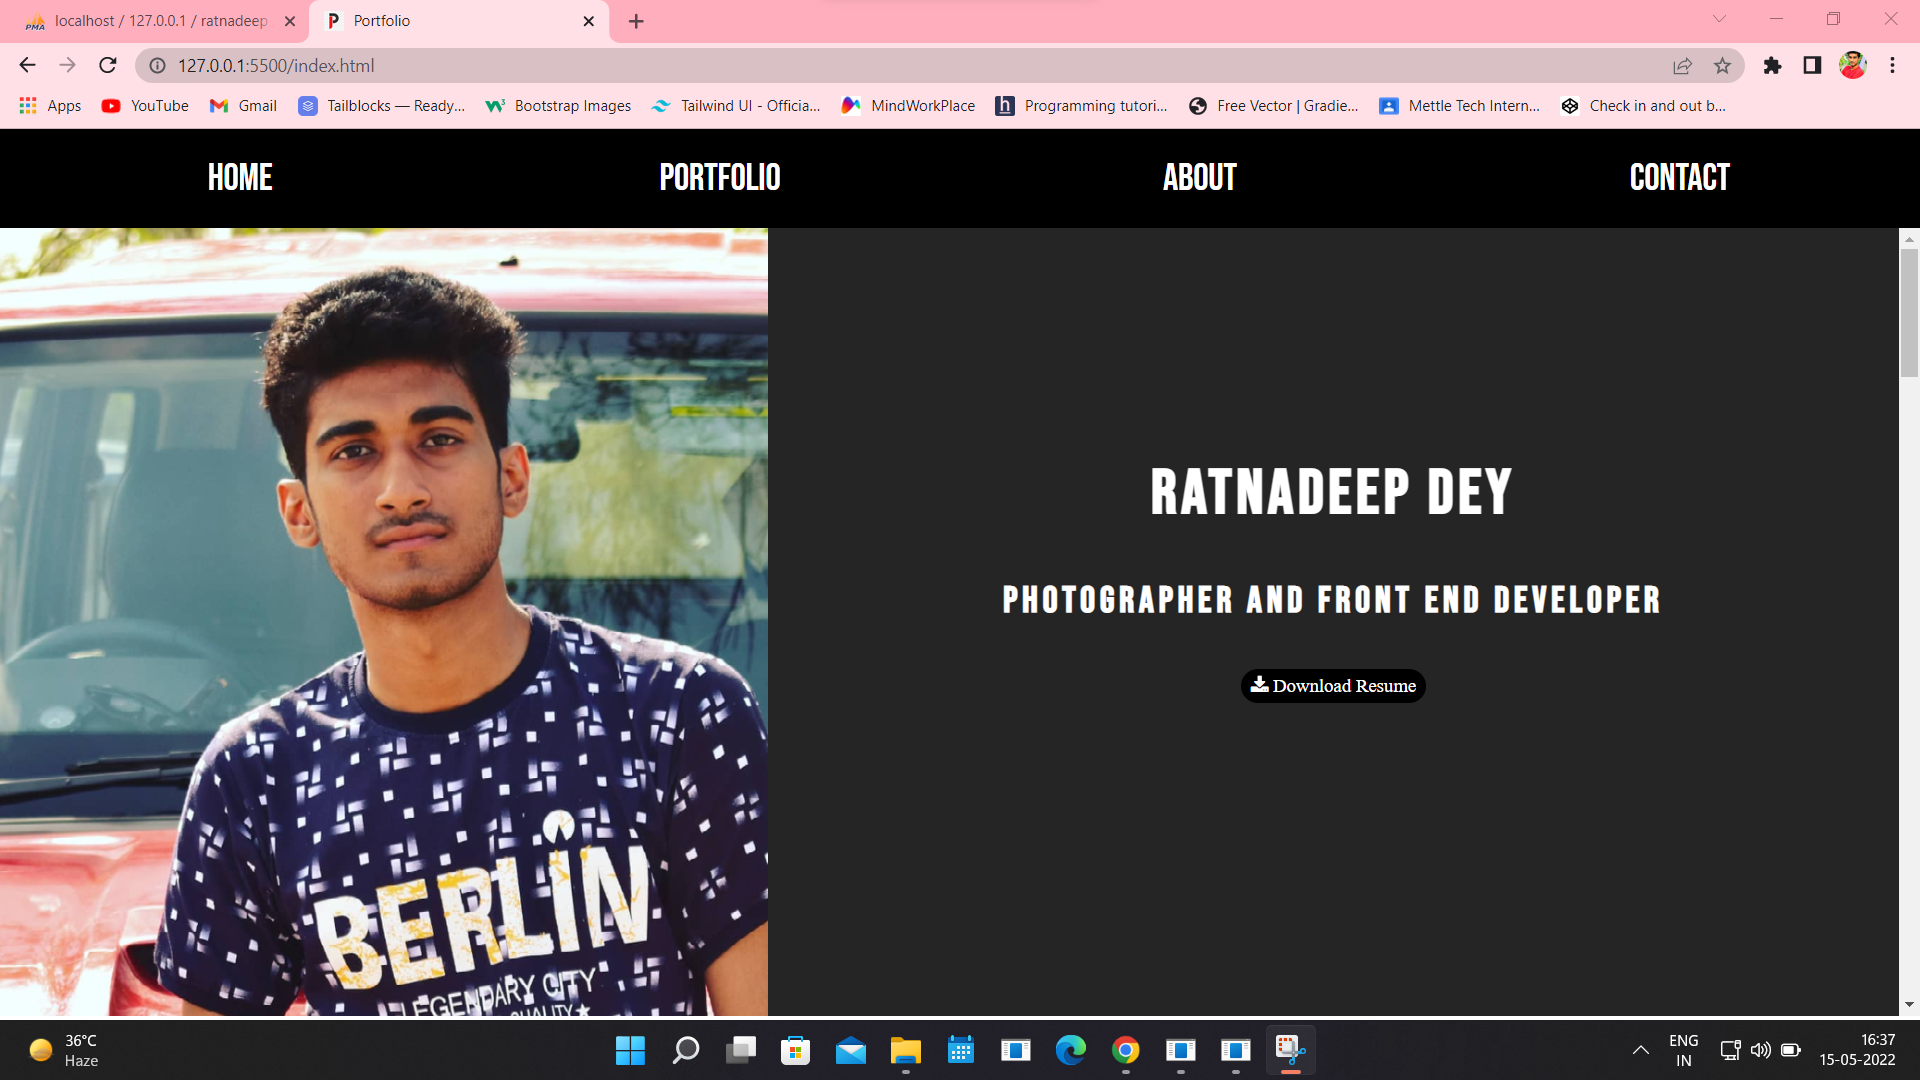 PMA localhost / 127.0.0.1 / ratnadeep
P Portfolio
127.0.0.1:5500/index.html
Apps YouTube Gmail Tailblocks — Ready... Bootstrap Images Tailwind UI - Officia... MindWorkPlace h Programming tutori... Free Vector | Gradie... Mettle Tech Intern... Check in and out b...
HOME PORTFOLIO ABOUT CONTACT
RATNADEEP DEY
PHOTOGRAPHER AND FRONT END DEVELOPER
Download Resume
BERLIN
LEGENDARY CITY
QUALITY
36°C
Haze
ENG
IN
16:37
15-05-2022